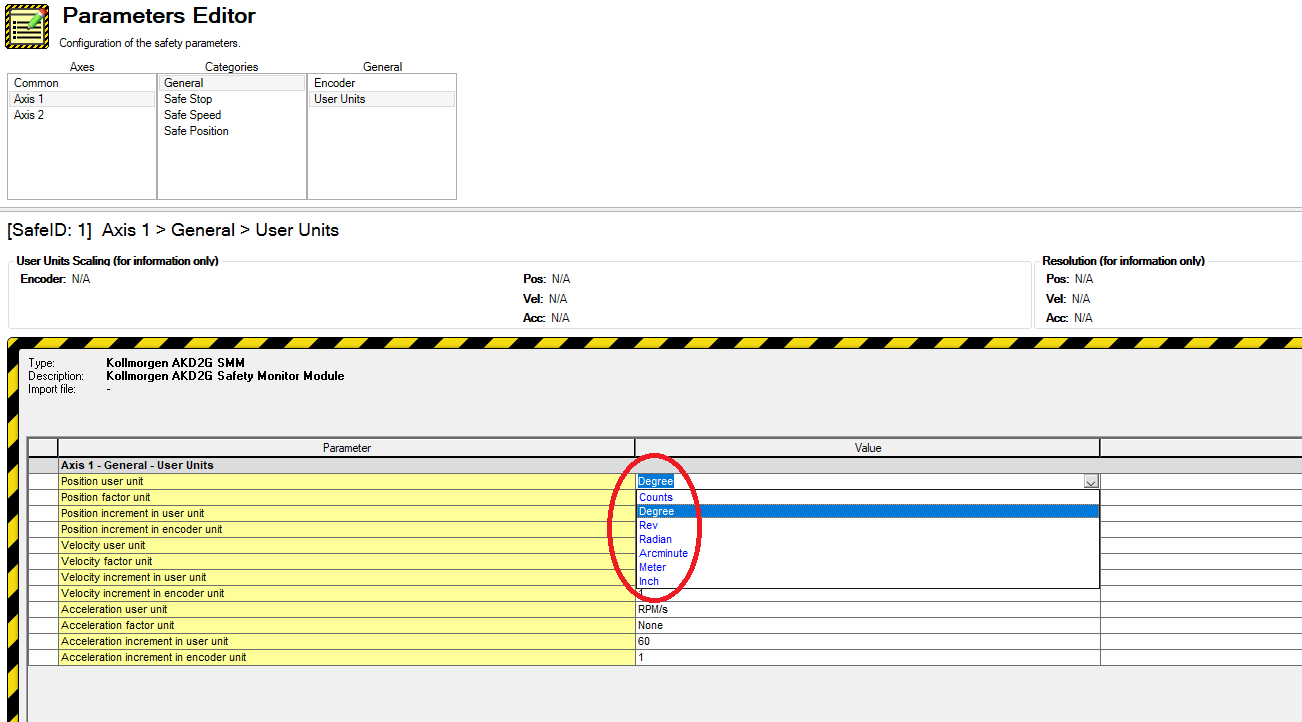 Parameters Editor
Configuration of the safety parameters.
Axes Categories General
Common General Encoder
Axis 1 Safe Stop User Units
Axis 2 Safe Speed
Safe Position
[SafeID: 1] Axis 1 > General > User Units
User Units Scaling (for information only) Resolution (for information only)
Encoder: N/A Pos: N/A Pos: N/A
Vel: N/A Vel: N/A
Acc: N/A Acc: N/A
Type: Kollmorgen AKD2G SMM
Description: Kollmorgen AKD2G Safety Monitor Module
Import file: -
Parameter Value
Axis 1 - General - User Units
Position user unit Degree
Position factor unit Counts
Position increment in user unit Degree
Position increment in encoder unit Rev
Velocity user unit Radian
Velocity factor unit Arcminute
Velocity increment in user unit Meter
Velocity increment in encoder unit Inch
Acceleration user unit RPM/s
Acceleration factor unit None
Acceleration increment in user unit 60
Acceleration increment in encoder unit 1